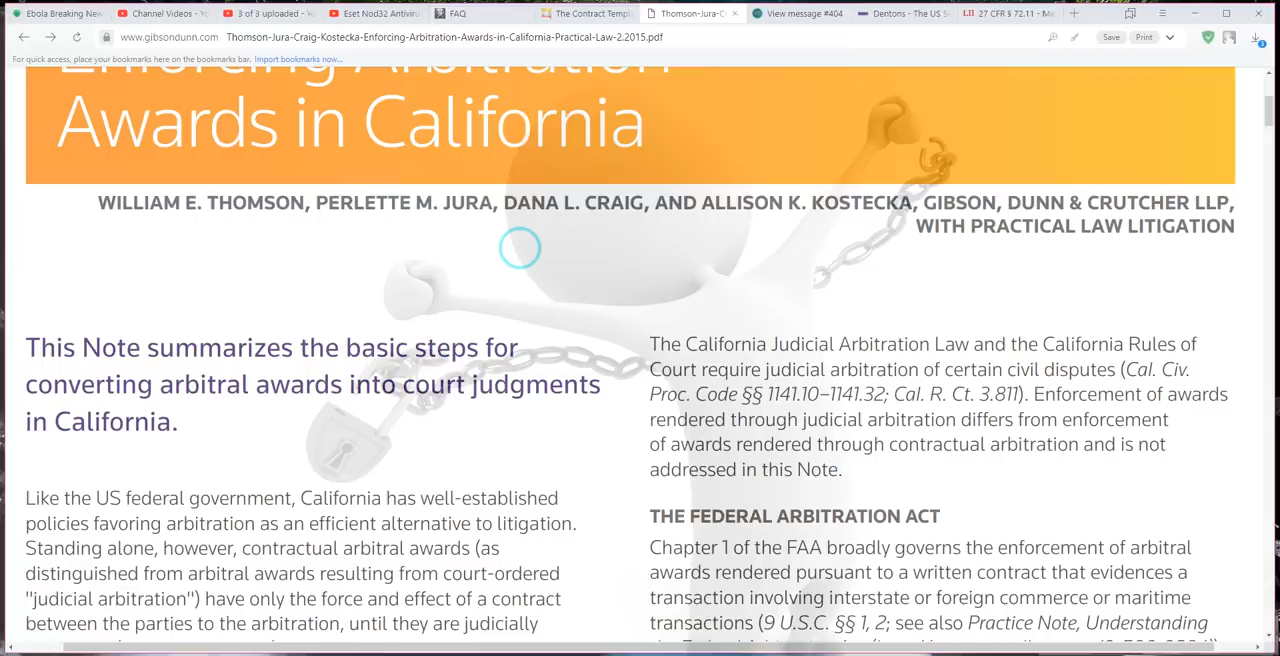 Ebola Breaking New
Channel Videos - Yo
3 of 3 uploaded - Y
Eset Nod32 Antiviru
FAQ
The Contract Templ
Thomson-Jura-Cr
View message #404
Dentons - The US S
LII 27 CFR § 72.11 - Me
www.gibsondunn.com Thomson-Jura-Craig-Kostecka-Enforcing-Arbitration-Awards-in-California-Practical-Law-2.2015.pdf
Save Print
For quick access, place your bookmarks here on the bookmarks bar. Import bookmarks now...
Enforcing Arbitration
Awards in California
WILLIAM E. THOMSON, PERLETTE M. JURA, DANA L. CRAIG, AND ALLISON K. KOSTECKA, GIBSON, DUNN & CRUTCHER LLP,
WITH PRACTICAL LAW LITIGATION
This Note summarizes the basic steps for
converting arbitral awards into court judgments
in California.
Like the US federal government, California has well-established
policies favoring arbitration as an efficient alternative to litigation.
Standing alone, however, contractual arbitral awards (as
distinguished from arbitral awards resulting from court-ordered
"judicial arbitration") have only the force and effect of a contract
between the parties to the arbitration, until they are judicially
The California Judicial Arbitration Law and the California Rules of
Court require judicial arbitration of certain civil disputes (Cal. Civ.
Proc. Code §§ 1141.10–1141.32; Cal. R. Ct. 3.811). Enforcement of awards
rendered through judicial arbitration differs from enforcement
of awards rendered through contractual arbitration and is not
addressed in this Note.
THE FEDERAL ARBITRATION ACT
Chapter 1 of the FAA broadly governs the enforcement of arbitral
awards rendered pursuant to a written contract that evidences a
transaction involving interstate or foreign commerce or maritime
transactions (9 U.S.C. §§ 1, 2; see also Practice Note, Understanding